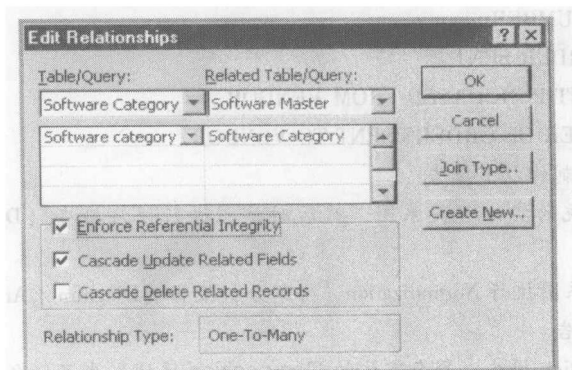 Edit Relationships
Table/Query: Related Table/Query:
Software Category Software Master
Software category Software Category
OK
Cancel
Join Type..
Create New..
Enforce Referential Integrity
Cascade Update Related Fields
Cascade Delete Related Records
Relationship Type: One-To-Many